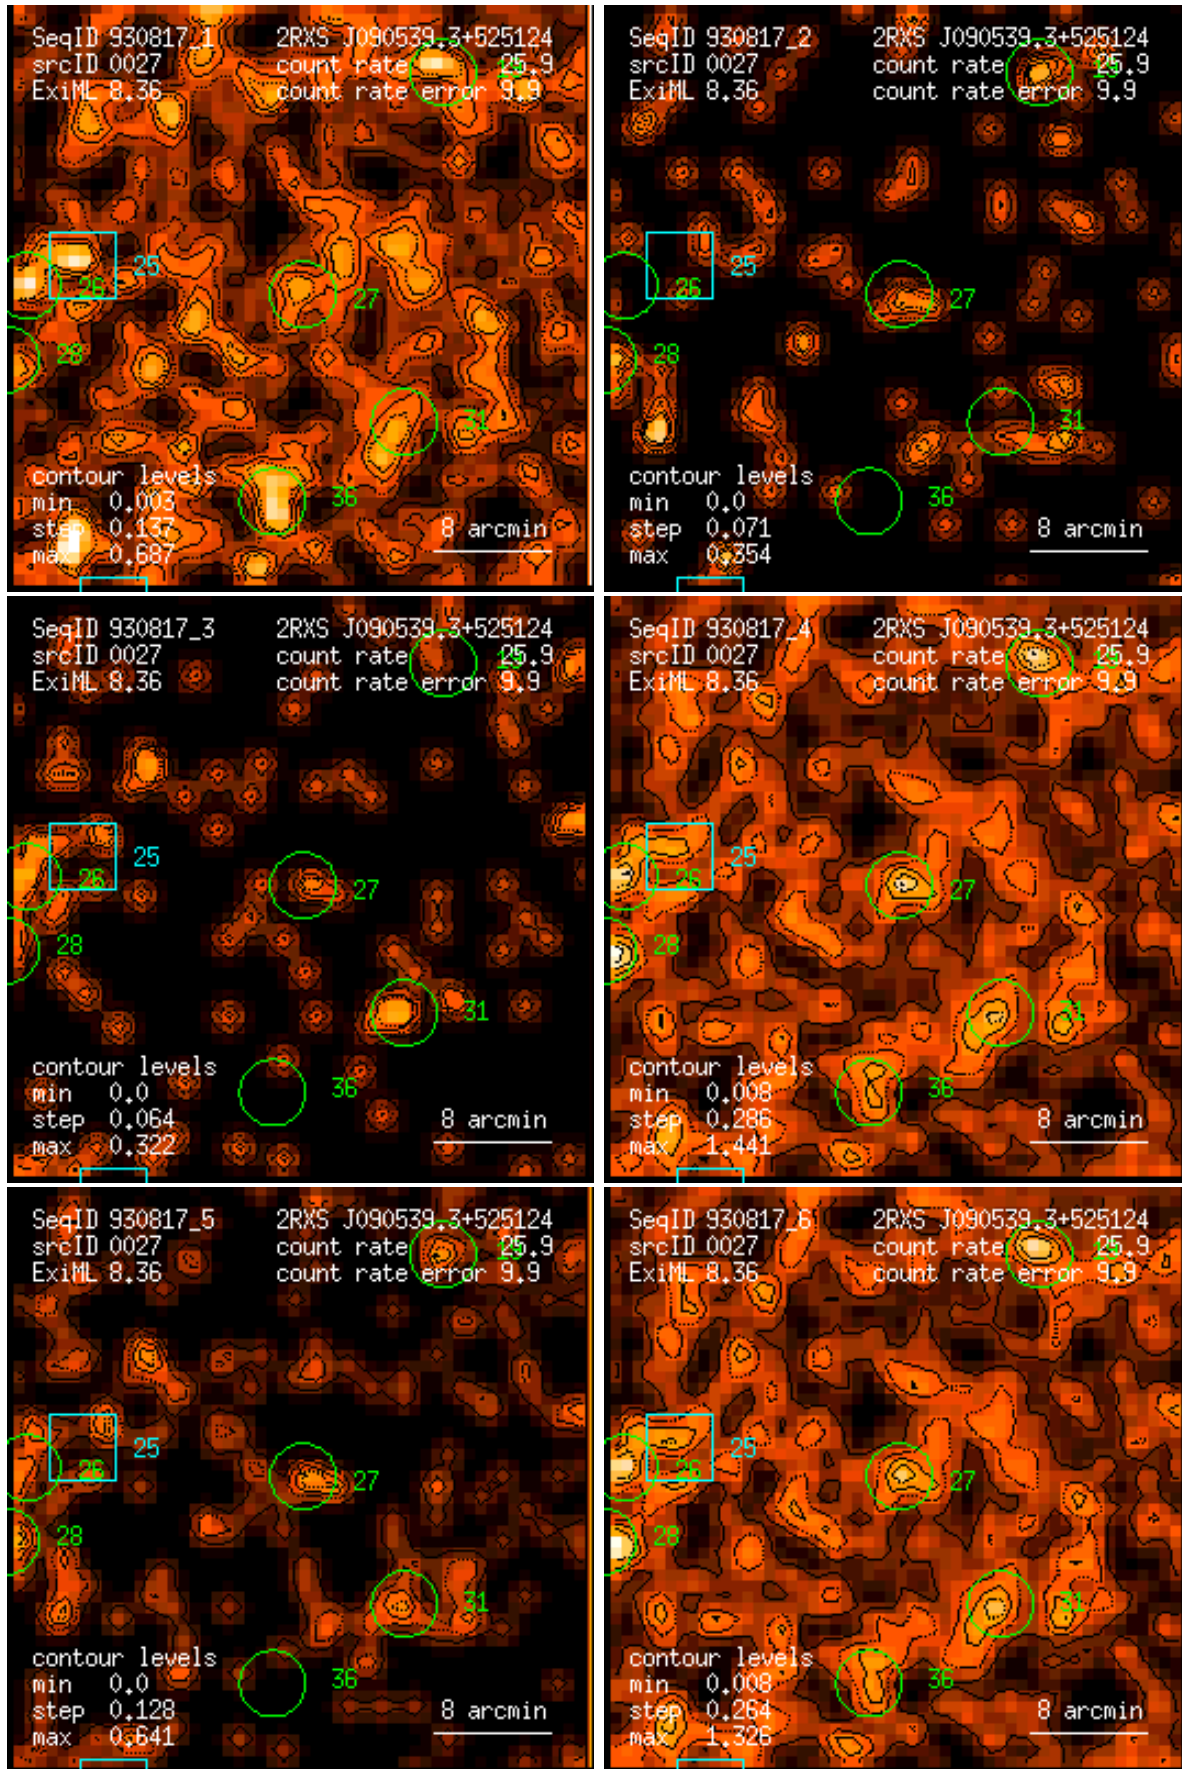 SeqID 930817_1 2RXS J090539.3+525124
srcID 0027 count rate 25.9
ExiML 8.36 count rate error 9.9
25
26
27
28
31
36
contour levels
min 0.003
step 0.137
max 0.687
8 arcmin
SeqID 930817_2 2RXS J090539.3+525124
srcID 0027 count rate 25.9
ExiML 8.36 count rate error 9.9
25
26
27
28
31
36
contour levels
min 0.0
step 0.071
max 0.354
8 arcmin
SeqID 930817_3 2RXS J090539.3+525124
srcID 0027 count rate 25.9
ExiML 8.36 count rate error 9.9
25
26
27
28
31
36
contour levels
min 0.0
step 0.064
max 0.322
8 arcmin
SeqID 930817_4 2RXS J090539.3+525124
srcID 0027 count rate 25.9
ExiML 8.36 count rate error 9.9
25
26
27
28
31
36
contour levels
min 0.008
step 0.286
max 1.441
8 arcmin
SeqID 930817_5 2RXS J090539.3+525124
srcID 0027 count rate 25.9
ExiML 8.36 count rate error 9.9
25
26
27
28
31
36
contour levels
min 0.0
step 0.128
max 0.641
8 arcmin
SeqID 930817_6 2RXS J090539.3+525124
srcID 0027 count rate 25.9
ExiML 8.36 count rate error 9.9
25
26
27
28
31
36
contour levels
min 0.008
step 0.264
max 1.326
8 arcmin